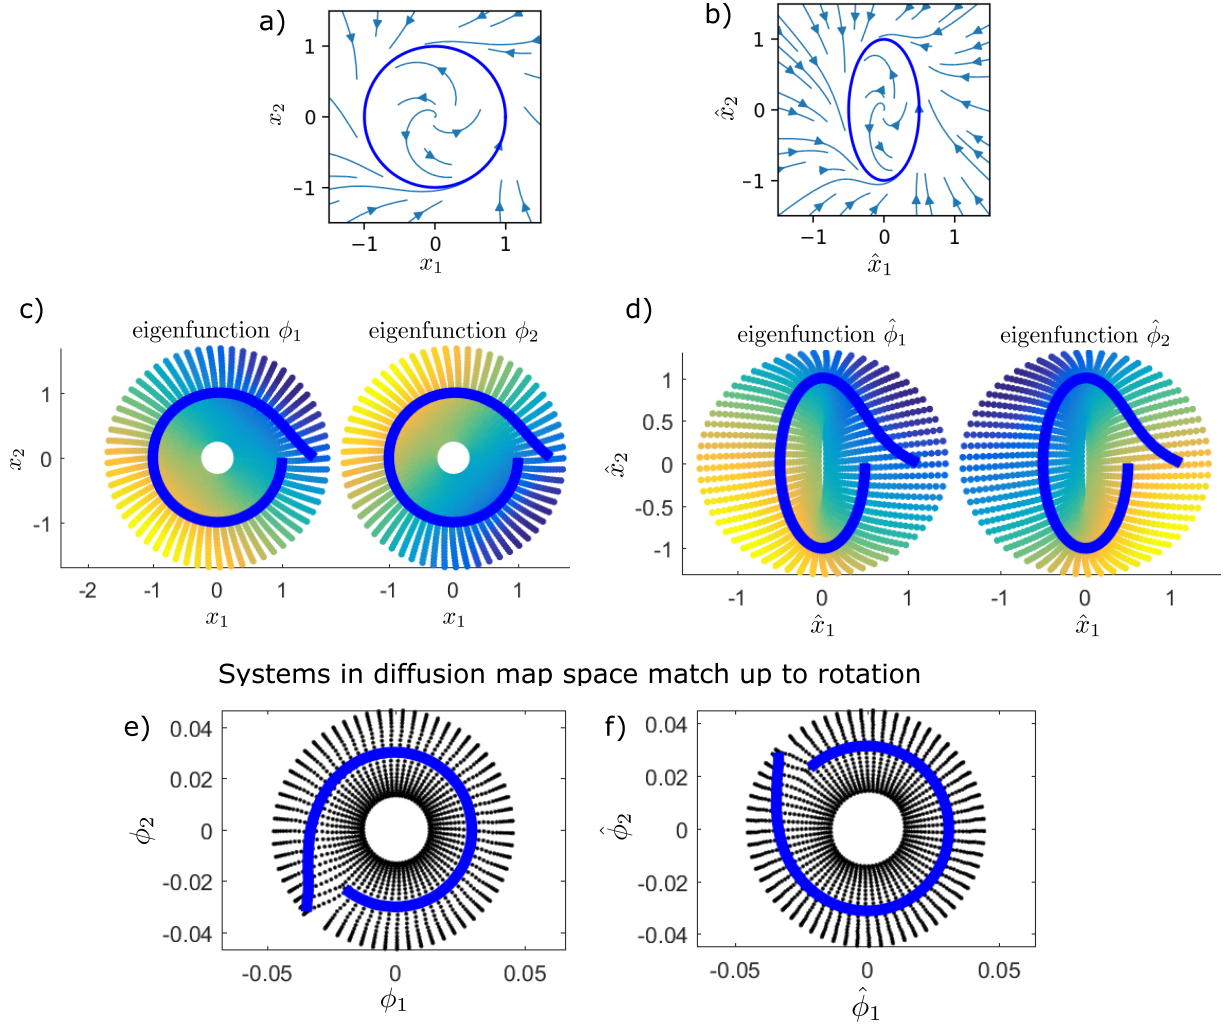 a)
1
0
−1
x₂
−1 0 1
x₁
b)
1
0
−1
x̂₂
−1 0 1
x̂₁
c)
eigenfunction ϕ₁ eigenfunction ϕ₂
1
0
-1
x₂
-2 -1 0 1 -1 0 1
x₁ x₁
d)
eigenfunction ϕ̂₁ eigenfunction ϕ̂₂
1
0.5
0
-0.5
-1
x̂₂
-1 0 1 -1 0 1
x̂₁ x̂₁
Systems in diffusion map space match up to rotation
e)
0.04
0.02
0
-0.02
-0.04
ϕ₂
-0.05 0 0.05
ϕ₁
f)
0.04
0.02
0
-0.02
-0.04
ϕ̂₂
-0.05 0 0.05
ϕ̂₁